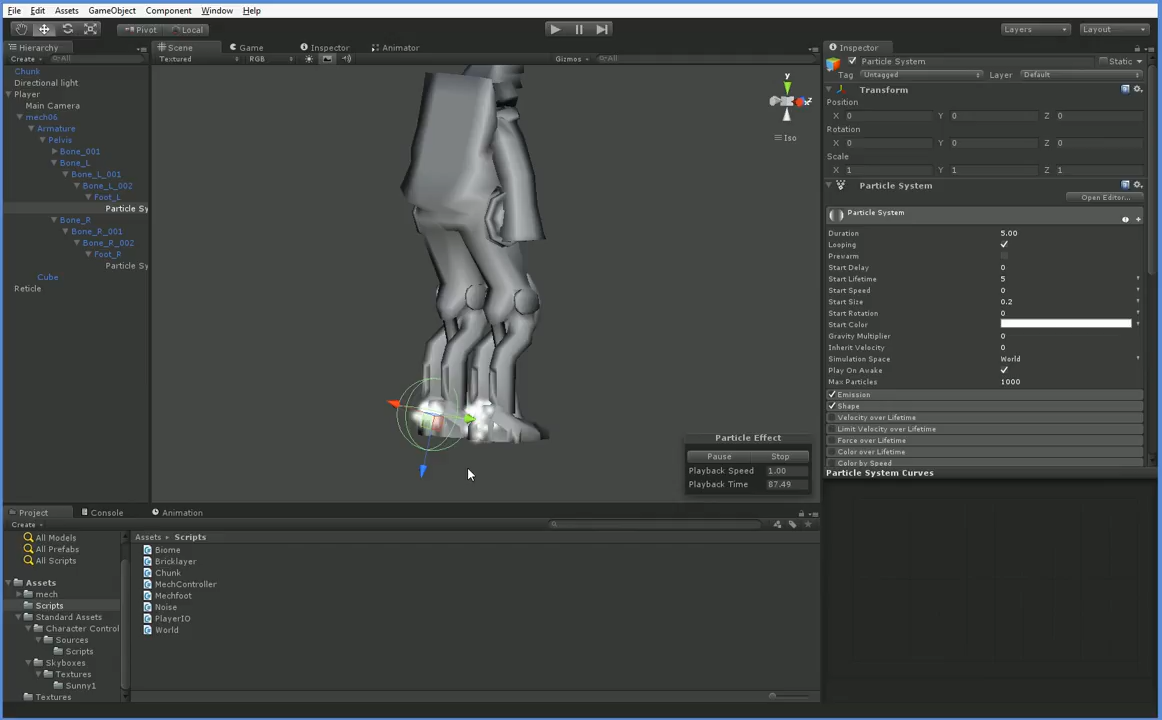 File Edit Assets GameObject Component Window Help
Pivot Local Layers Layout
Hierarchy
Create All
Chunk
Directional light
Player
Main Camera
mech06
Armature
Pelvis
Bone_001
Bone_L
Bone_L_001
Bone_L_002
Foot_L
Particle Sy
Bone_R
Bone_R_001
Bone_R_002
Foot_R
Particle Sy
Cube
Reticle
Scene Game Inspector Animator
Textured RGB Gizmos All
y
x
Iso
Particle Effect
Pause Stop
Playback Speed 1.00
Playback Time 87.49
Inspector
Particle System Static
Tag Untagged Layer Default
Transform
Position
X 0 Y 0 Z 0
Rotation
X 0 Y 0 Z 0
Scale
X 1 Y 1 Z 1
Particle System
Open Editor...
Particle System
Duration 5.00
Looping
Prewarm
Start Delay 0
Start Lifetime 5
Start Speed 0
Start Size 0.2
Start Rotation 0
Start Color
Gravity Multiplier 0
Inherit Velocity 0
Simulation Space World
Play On Awake
Max Particles 1000
Emission
Shape
Velocity over Lifetime
Limit Velocity over Lifetime
Force over Lifetime
Color over Lifetime
Color by Speed
Particle System Curves
Project Console Animation
Create
All Models
All Prefabs
All Scripts
Assets
mech
Scripts
Standard Assets
Character Control
Sources
Scripts
Skyboxes
Textures
Sunny1
Textures
Assets Scripts
Biome
Bricklayer
Chunk
MechController
Mechfoot
Noise
PlayerIO
World